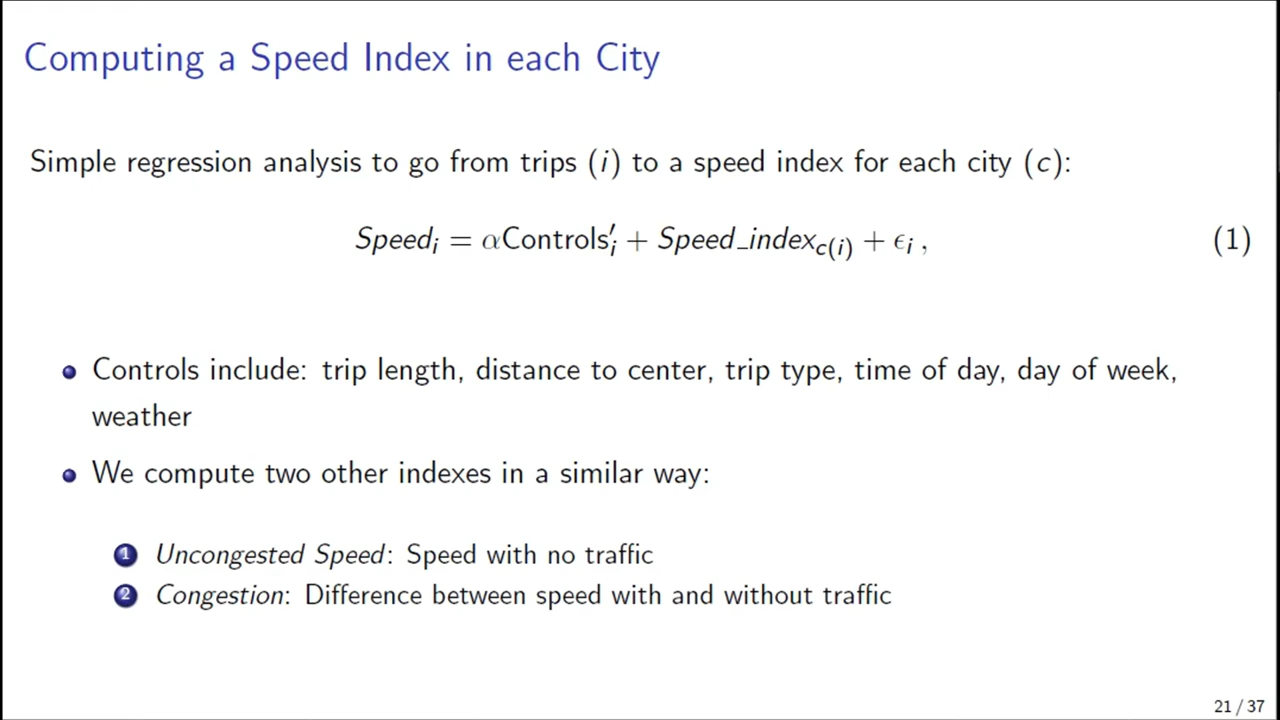 Computing a Speed Index in each City
Simple regression analysis to go from trips (i) to a speed index for each city (c):
Speed_i = αControls′_i + Speed_index_c(i) + ϵ_i , (1)
Controls include: trip length, distance to center, trip type, time of day, day of week,
weather
We compute two other indexes in a similar way:
1 Uncongested Speed: Speed with no traffic
2 Congestion: Difference between speed with and without traffic
21 / 37